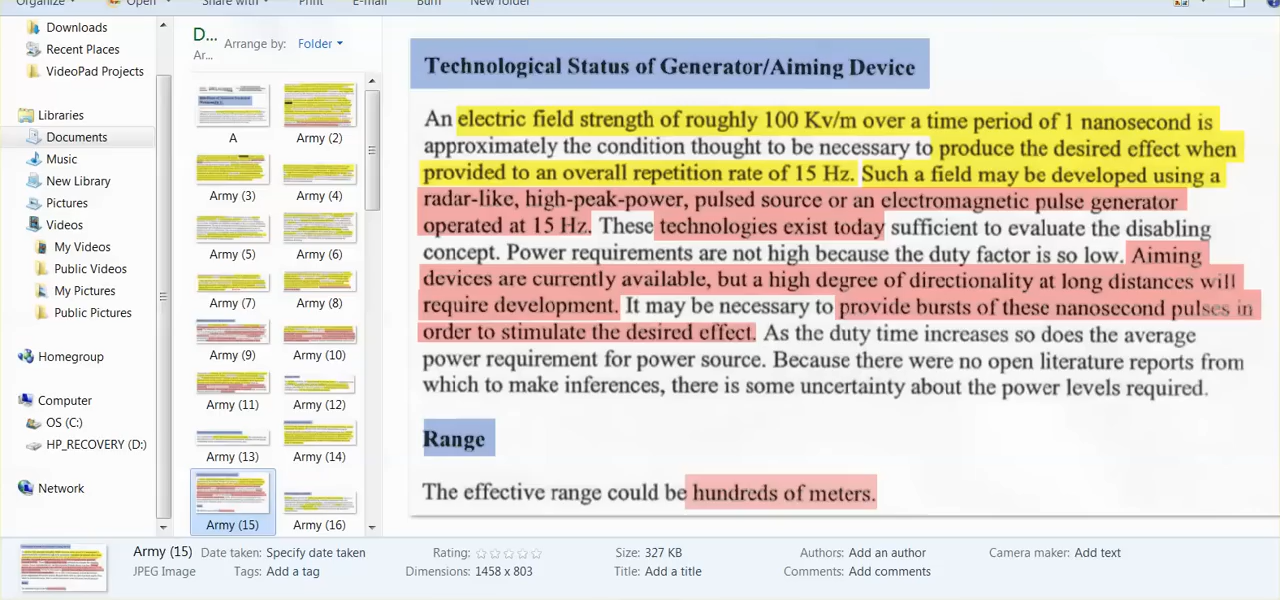 Organize
Open
Share with
Print
E-mail
Burn
New folder
Downloads
Recent Places
VideoPad Projects
Libraries
Documents
Music
New Library
Pictures
Videos
My Videos
Public Videos
My Pictures
Public Pictures
Homegroup
Computer
OS (C:)
HP_RECOVERY (D:)
Network
D...
Ar...
Arrange by: Folder
A
Army (2)
Army (3)
Army (4)
Army (5)
Army (6)
Army (7)
Army (8)
Army (9)
Army (10)
Army (11)
Army (12)
Army (13)
Army (14)
Army (15)
Army (16)
Technological Status of Generator/Aiming Device
An electric field strength of roughly 100 Kv/m over a time period of 1 nanosecond is
approximately the condition thought to be necessary to produce the desired effect when
provided to an overall repetition rate of 15 Hz. Such a field may be developed using a
radar-like, high-peak-power, pulsed source or an electromagnetic pulse generator
operated at 15 Hz. These technologies exist today sufficient to evaluate the disabling
concept. Power requirements are not high because the duty factor is so low. Aiming
devices are currently available, but a high degree of directionality at long distances will
require development. It may be necessary to provide bursts of these nanosecond pulses in
order to stimulate the desired effect. As the duty time increases so does the average
power requirement for power source. Because there were no open literature reports from
which to make inferences, there is some uncertainty about the power levels required.
Range
The effective range could be hundreds of meters.
Army (15) Date taken: Specify date taken
JPEG Image
Tags: Add a tag
Rating:
Dimensions: 1418 x 803
Size: 327 KB
Title: Add a title
Authors: Add an author
Comments: Add comments
Camera maker: Add text